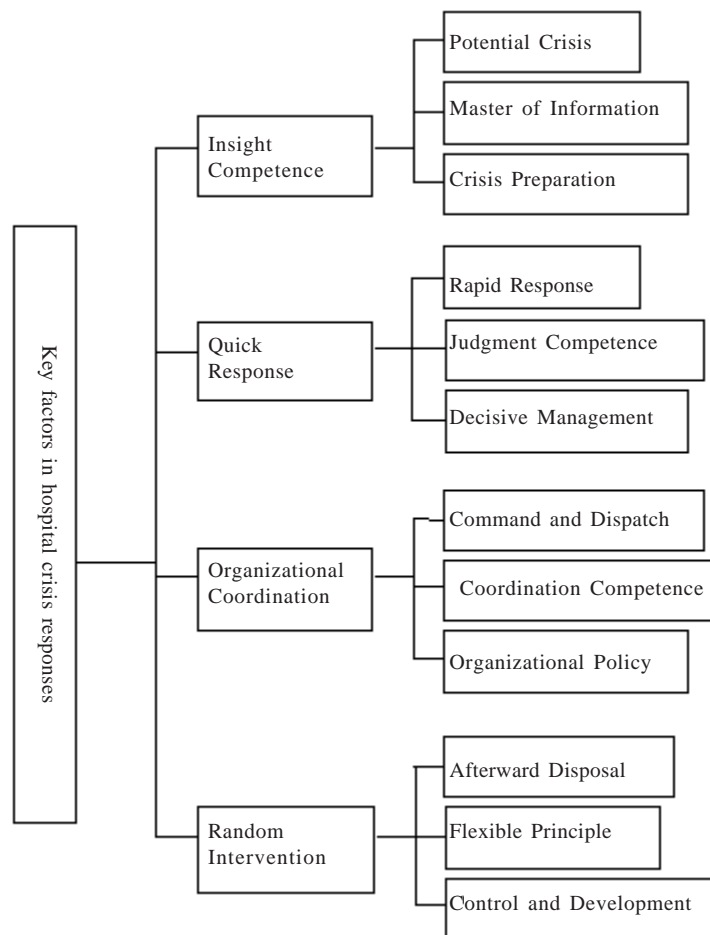 Key factors in hospital crisis responses
Insight
Competence
Potential Crisis
Master of Information
Crisis Preparation
Quick
Response
Rapid Response
Judgment Competence
Decisive Management
Organizational
Coordination
Command and Dispatch
Coordination Competence
Organizational Policy
Random
Intervention
Afterward Disposal
Flexible Principle
Control and Development